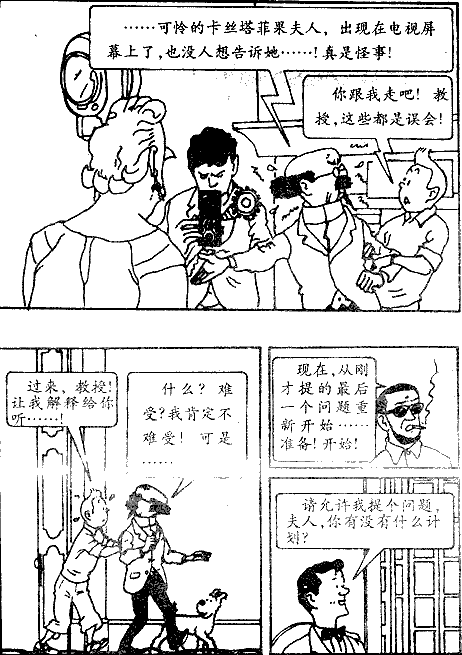 ……可怜的卡丝塔菲果夫人，出现在电视屏
幕上了，也没人想告诉她……！真是怪事！
你跟我走吧！教
授，这些都是误会！
过来，教授！
让我解释给你
听……！
什么？难
受？我肯定不
难受！可是
……
现在，从刚
才提的最后
一个问题重
新开始……
准备！开始！
请允许我提个问题，
夫人，你有没有什么计
划？